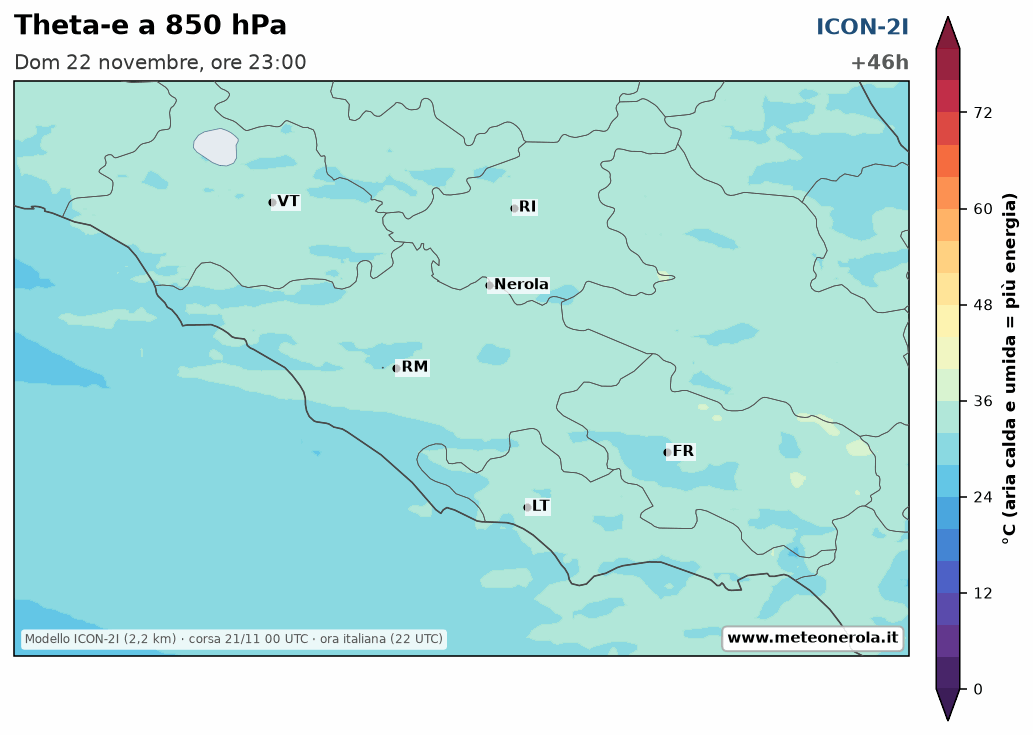 Theta-e a 850 hPa
ICON-2I
Dom 22 novembre, ore 23:00
+46h
VT
RI
Nerola
RM
FR
LT
Modello ICON-2I (2,2 km) · corsa 21/11 00 UTC · ora italiana (22 UTC)
www.meteonerola.it
72
60
48
36
24
12
0
°C (aria calda e umida = più energia)